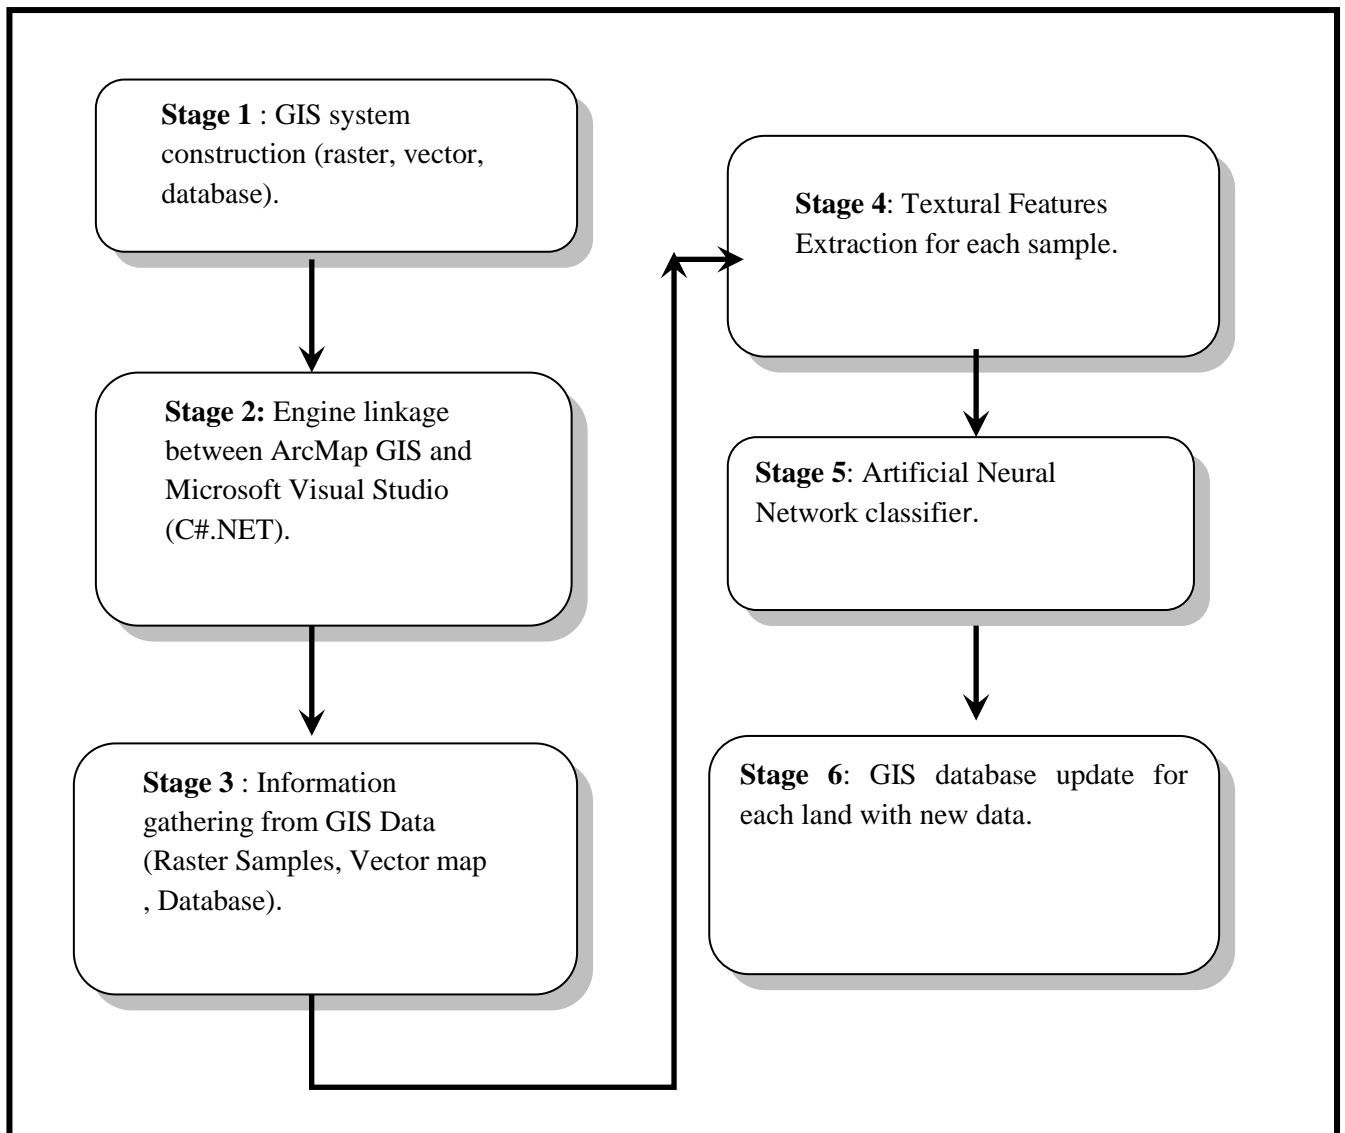 Stage 1 : GIS system
construction (raster, vector,
database).
Stage 2: Engine linkage
between ArcMap GIS and
Microsoft Visual Studio
(C#.NET).
Stage 3 : Information
gathering from GIS Data
(Raster Samples, Vector map
, Database).
Stage 4: Textural Features
Extraction for each sample.
Stage 5: Artificial Neural
Network classifier.
Stage 6: GIS database update for
each land with new data.